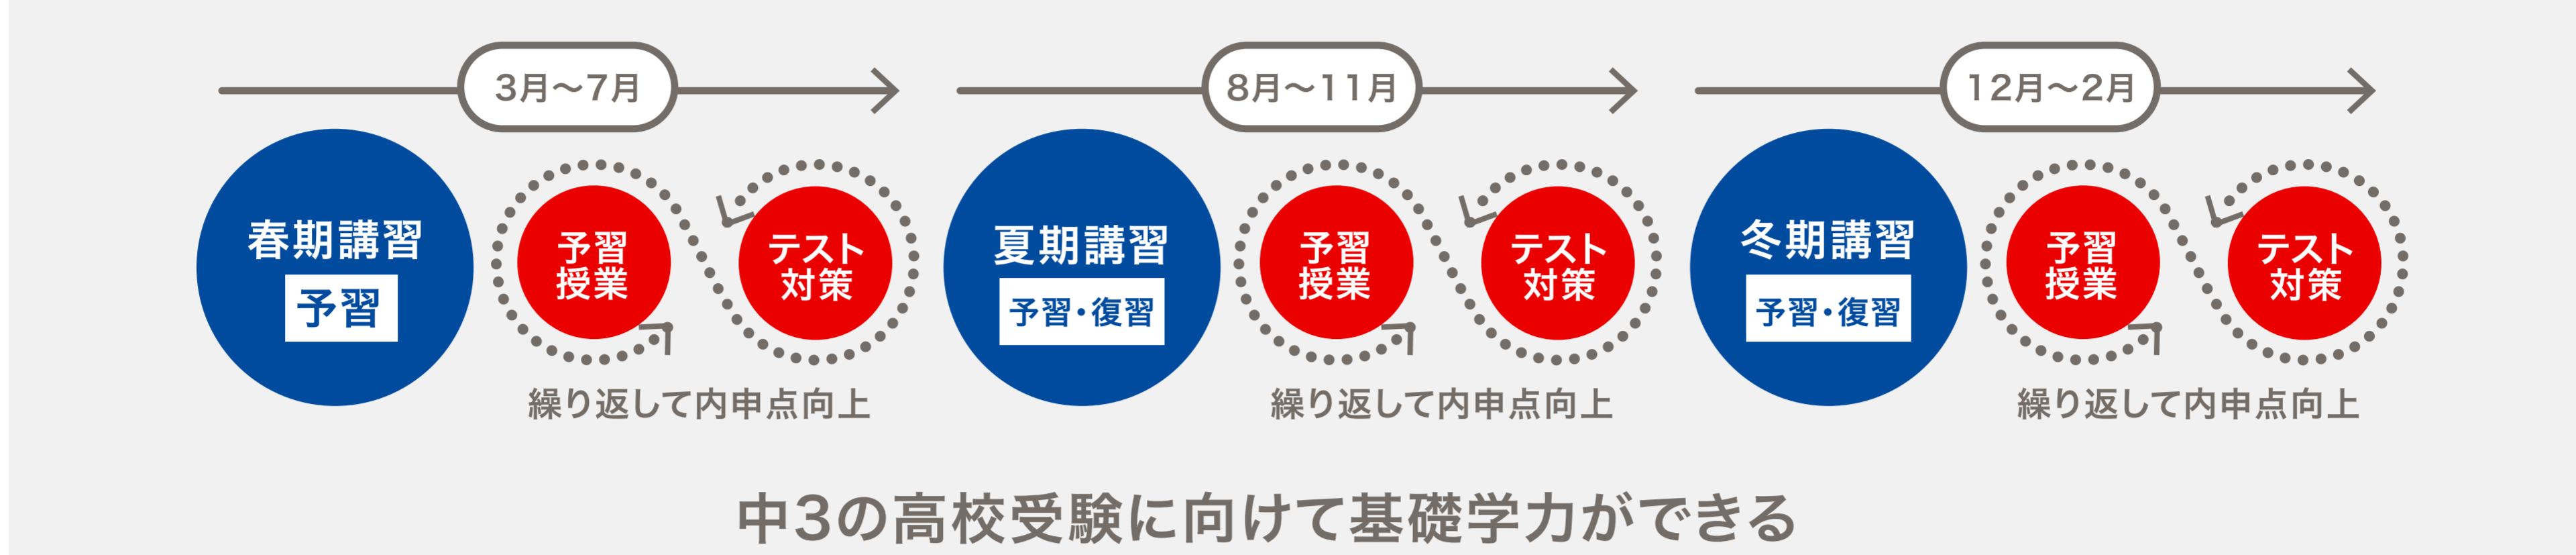 3月〜7月
8月〜11月
12月〜2月
春期講習
予習
予習
授業
テスト
対策
繰り返して内申点向上
夏期講習
予習・復習
予習
授業
テスト
対策
繰り返して内申点向上
冬期講習
予習・復習
予習
授業
テスト
対策
繰り返して内申点向上
中3の高校受験に向けて基礎学力ができる